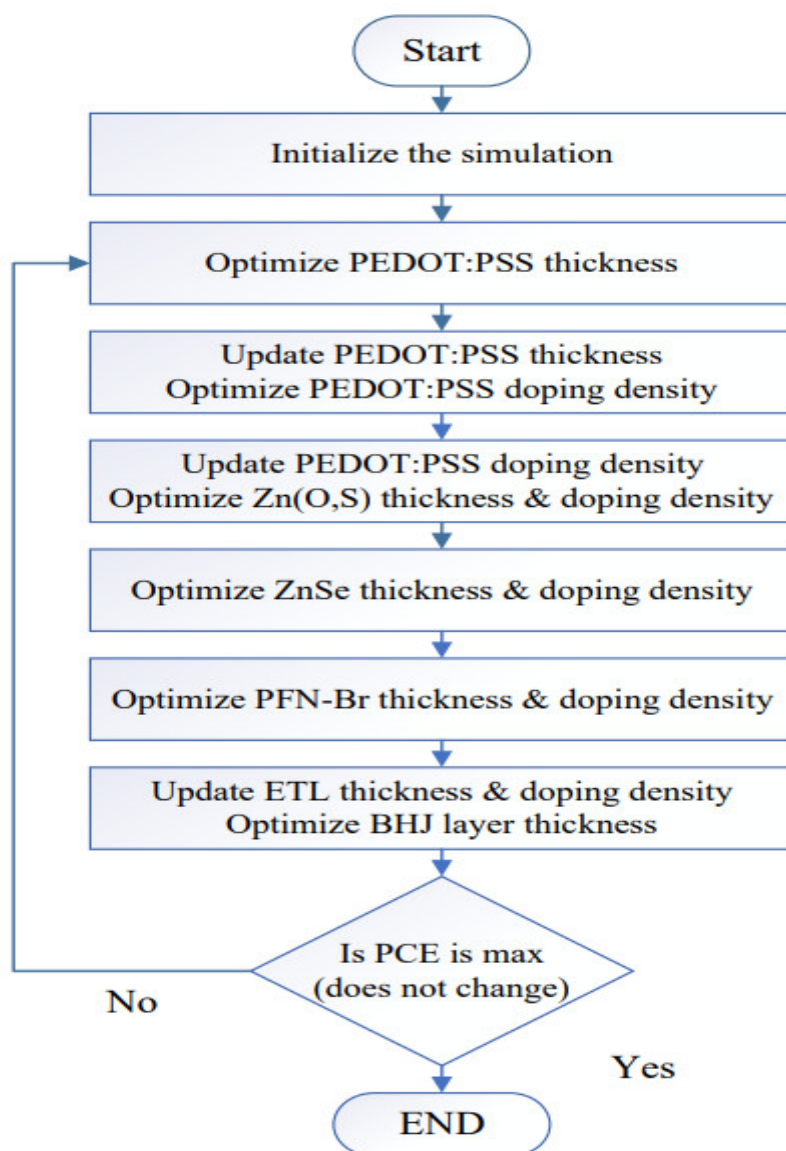 Start
Initialize the simulation
Optimize PEDOT:PSS thickness
Update PEDOT:PSS thickness
Optimize PEDOT:PSS doping density
Update PEDOT:PSS doping density
Optimize Zn(O,S) thickness & doping density
Optimize ZnSe thickness & doping density
Optimize PFN-Br thickness & doping density
Update ETL thickness & doping density
Optimize BHJ layer thickness
Is PCE is max
(does not change)
No
Yes
END